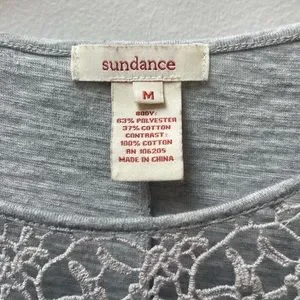 sundance
M
BODY:
63% POLYESTER
37% COTTON
CONTRAST:
100% COTTON
RN 106205
MADE IN CHINA